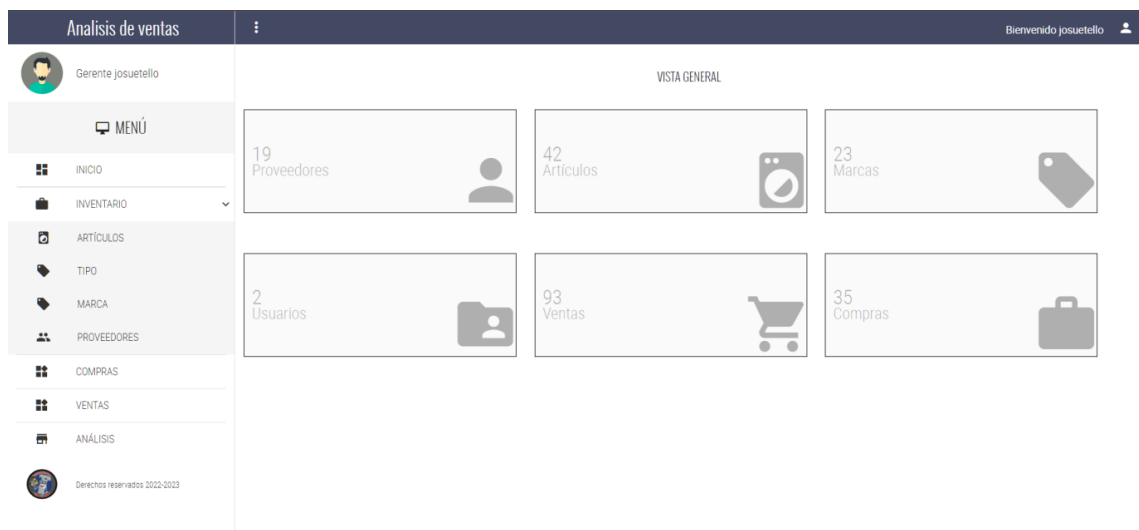 Analisis de ventas
Bienvenido josuetello
Gerente josuetello
MENÚ
INICIO
INVENTARIO
ARTÍCULOS
TIPO
MARCA
PROVEEDORES
COMPRAS
VENTAS
ANÁLISIS
Derechos reservados 2022-2023
VISTA GENERAL
19
Proveedores
42
Artículos
23
Marcas
2
Usuarios
93
Ventas
35
Compras